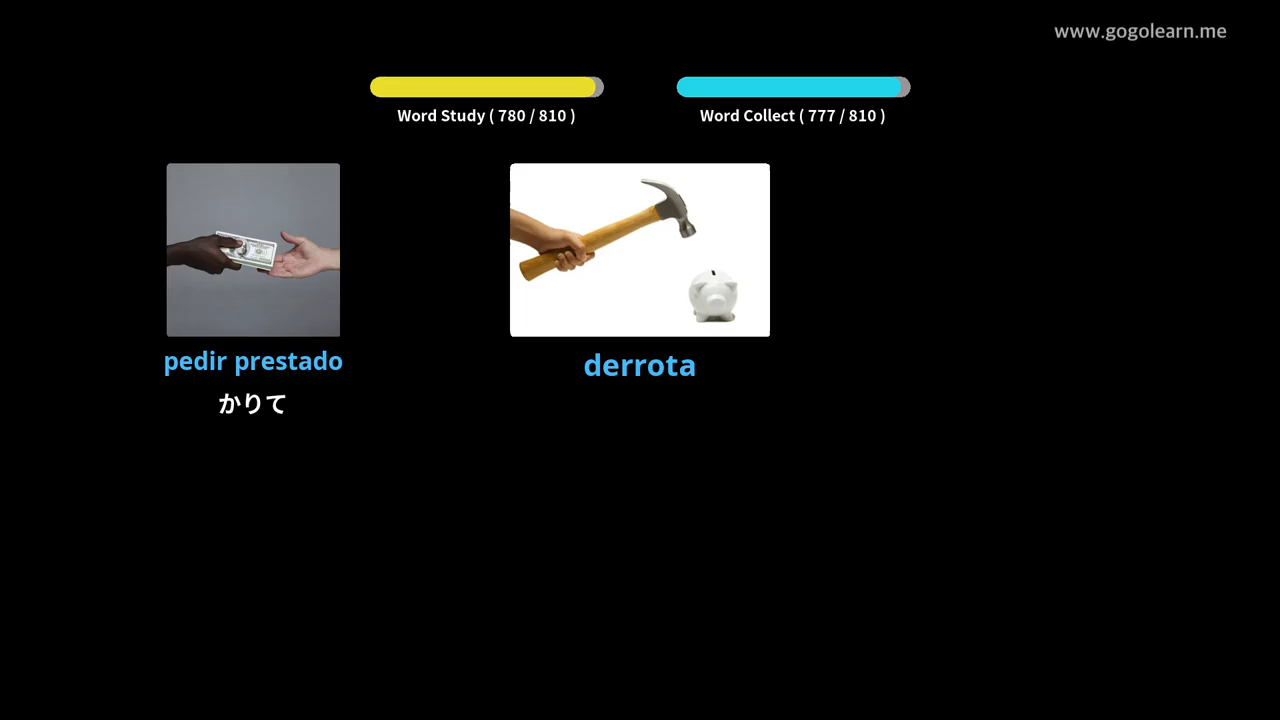 www.gogolearn.me
Word Study ( 780 / 810 )
Word Collect ( 777 / 810 )
pedir prestado
かりて
derrota